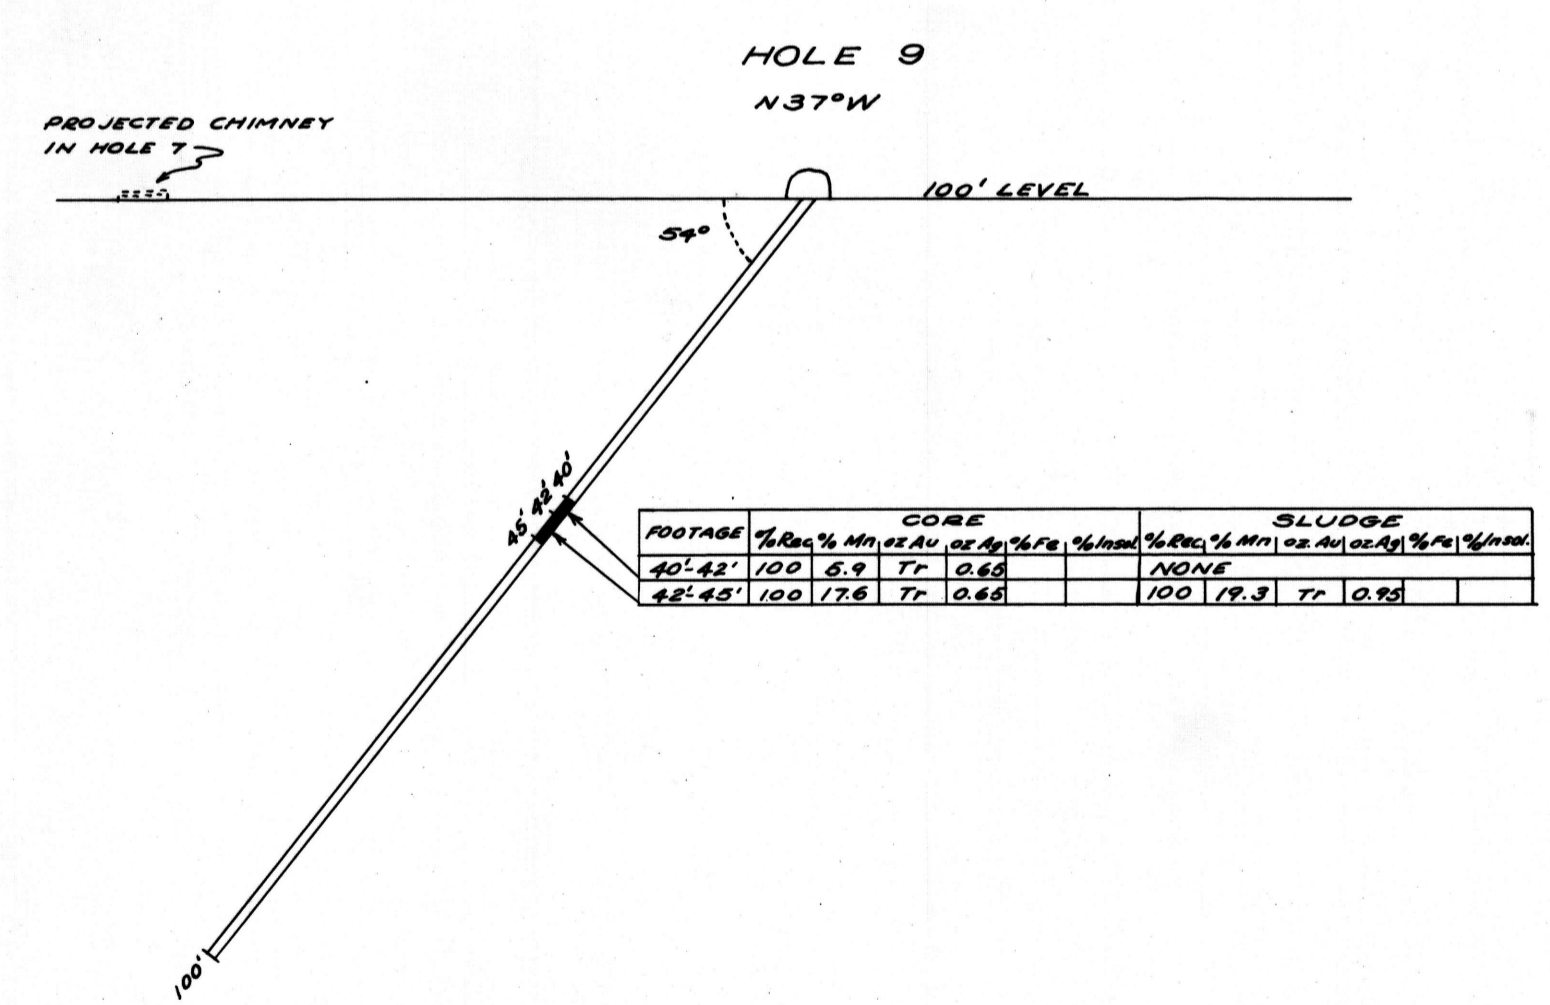 HOLE 9
N37°W
PROJECTED CHIMNEY
IN HOLE 7
100' LEVEL
54°
45' 42' 40'
FOOTAGE CORE SLUDGE
%Rec. % Mn oz Au oz Ag %Fe %Insol. %Rec. % Mn oz. Au oz. Ag %Fe %Insol.
40'-42' 100 5.9 Tr 0.65 NONE
42'-45' 100 17.6 Tr 0.65 100 19.3 Tr 0.95
100'